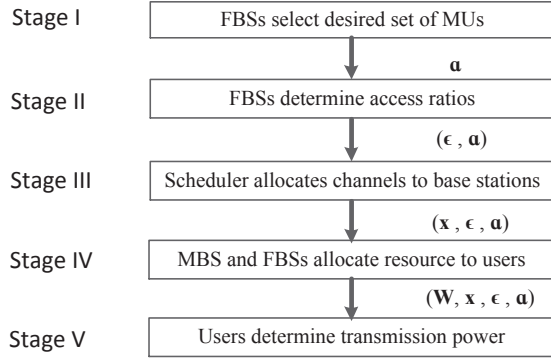 Stage I
FBSs select desired set of MUs
𝖆
Stage II
FBSs determine access ratios
(ϵ , 𝖆)
Stage III
Scheduler allocates channels to base stations
(x , ϵ , 𝖆)
Stage IV
MBS and FBSs allocate resource to users
(W, x , ϵ , 𝖆)
Stage V
Users determine transmission power